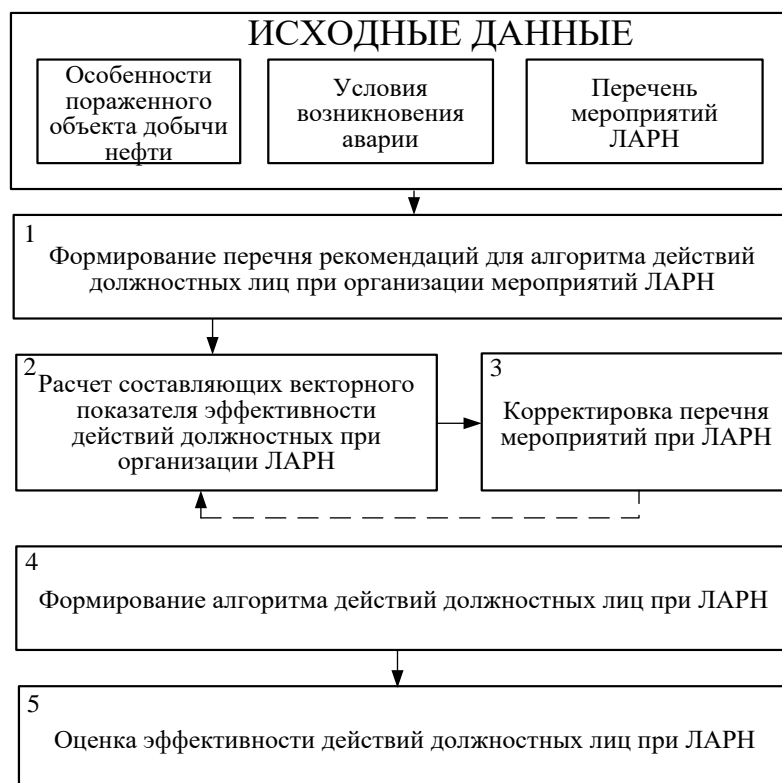 ИСХОДНЫЕ ДАННЫЕ
Особенности
пораженного
объекта добычи
нефти
Условия
возникновения
аварии
Перечень
мероприятий
ЛАРН
1
Формирование перечня рекомендаций для алгоритма действий
должностных лиц при организации мероприятий ЛАРН
2
Расчет составляющих векторного
показателя эффективности
действий должностных при
организации ЛАРН
3
Корректировка перечня
мероприятий при ЛАРН
4
Формирование алгоритма действий должностных лиц при ЛАРН
5
Оценка эффективности действий должностных лиц при ЛАРН